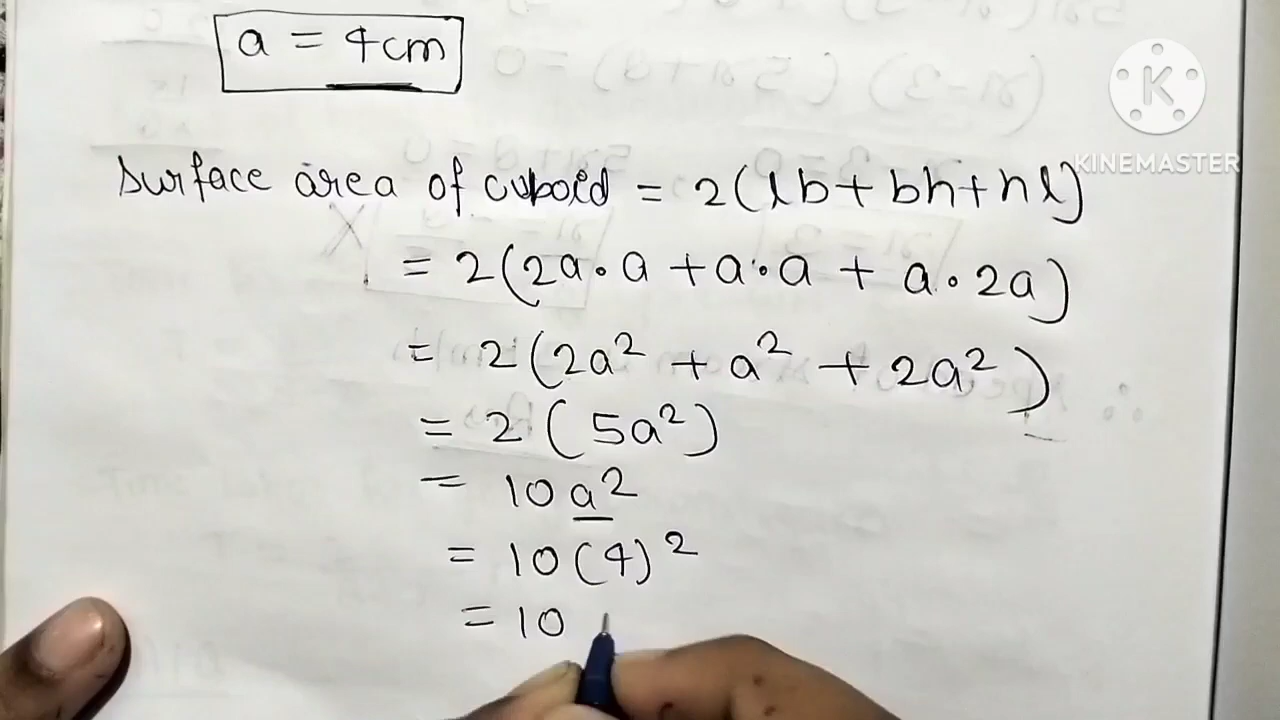 a = 4cm
K
KINEMASTER
Surface area of cuboid = 2(lb+bh+hl)
= 2(2a·a + a·a + a·2a)
= 2(2a² + a² + 2a²)
= 2(5a²)
= 10a²
= 10(4)²
= 10